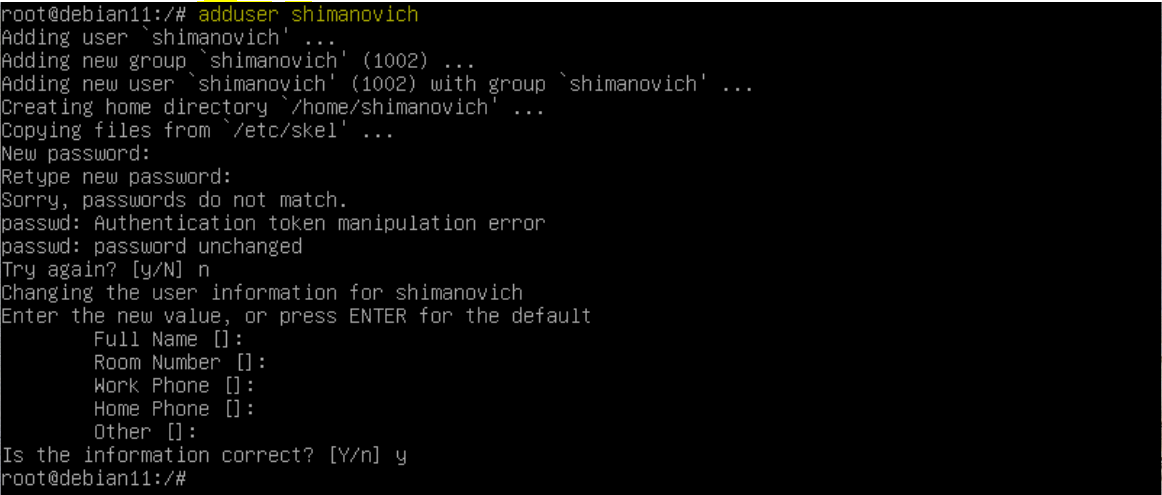 root@debian11:/# adduser shimanovich
Adding user `shimanovich' ...
Adding new group `shimanovich' (1002) ...
Adding new user `shimanovich' (1002) with group `shimanovich' ...
Creating home directory `/home/shimanovich' ...
Copying files from `/etc/skel' ...
New password:
Retype new password:
Sorry, passwords do not match.
passwd: Authentication token manipulation error
passwd: password unchanged
Try again? [y/N] n
Changing the user information for shimanovich
Enter the new value, or press ENTER for the default
        Full Name []:
        Room Number []:
        Work Phone []:
        Home Phone []:
        Other []:
Is the information correct? [Y/n] y
root@debian11:/#